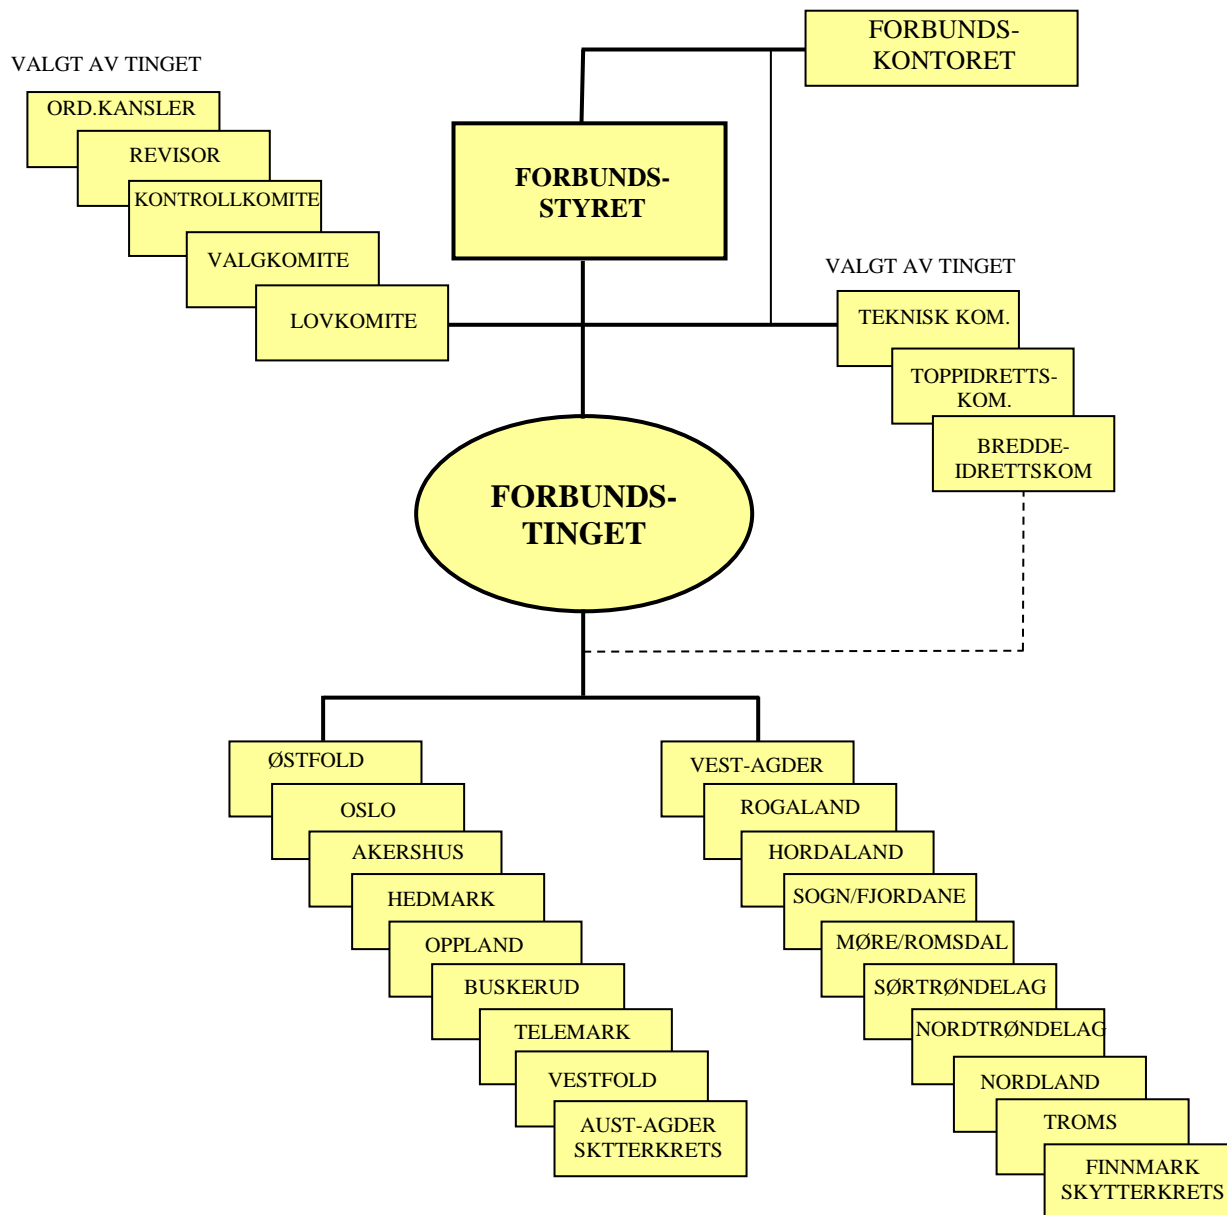 FORBUNDS-
KONTORET
VALGT AV TINGET
ORD.KANSLER
REVISOR
KONTROLLKOMITE
VALGKOMITE
LOVKOMITE
FORBUNDS-
STYRET
VALGT AV TINGET
TEKNISK KOM.
TOPPIDRETTS-
KOM.
BREDDE-
IDRETTSKOM
FORBUNDS-
TINGET
ØSTFOLD
OSLO
AKERSHUS
HEDMARK
OPPLAND
BUSKERUD
TELEMARK
VESTFOLD
AUST-AGDER
SKTTERKRETS
VEST-AGDER
ROGALAND
HORDALAND
SOGN/FJORDANE
MØRE/ROMSDAL
SØRTRØNDELAG
NORDTRØNDELAG
NORDLAND
TROMS
FINNMARK
SKYTTERKRETS